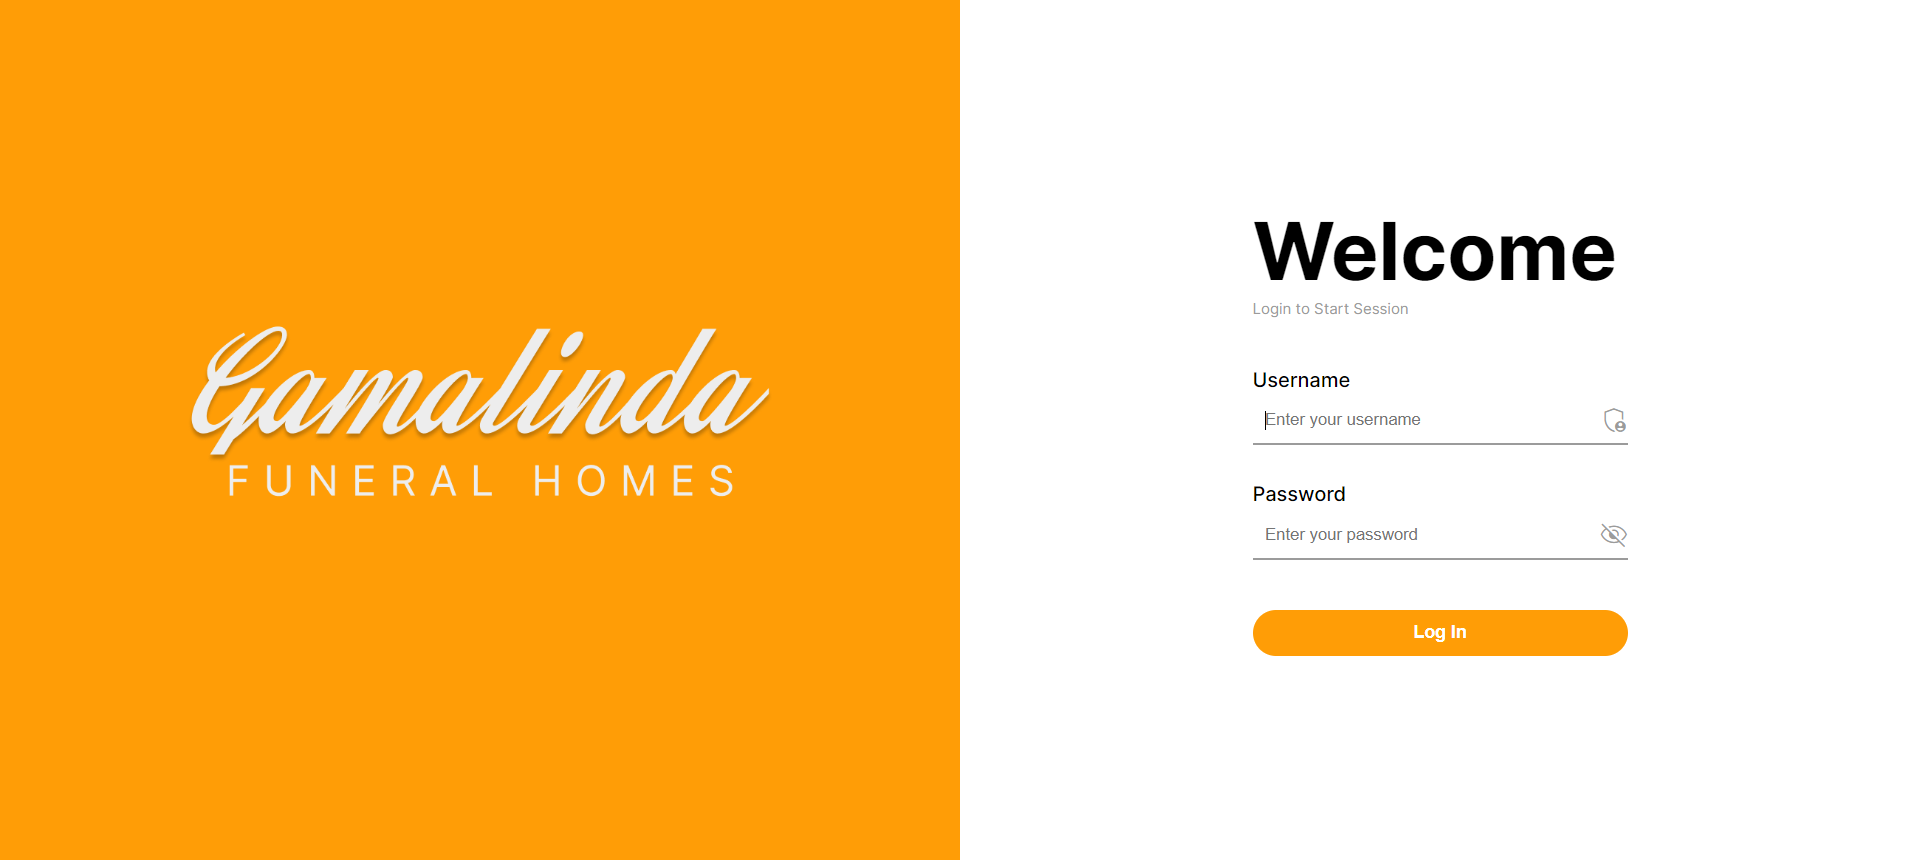 Gamalinda
FUNERAL HOMES
Welcome
Login to Start Session
Username
Enter your username
Password
Enter your password
Log In